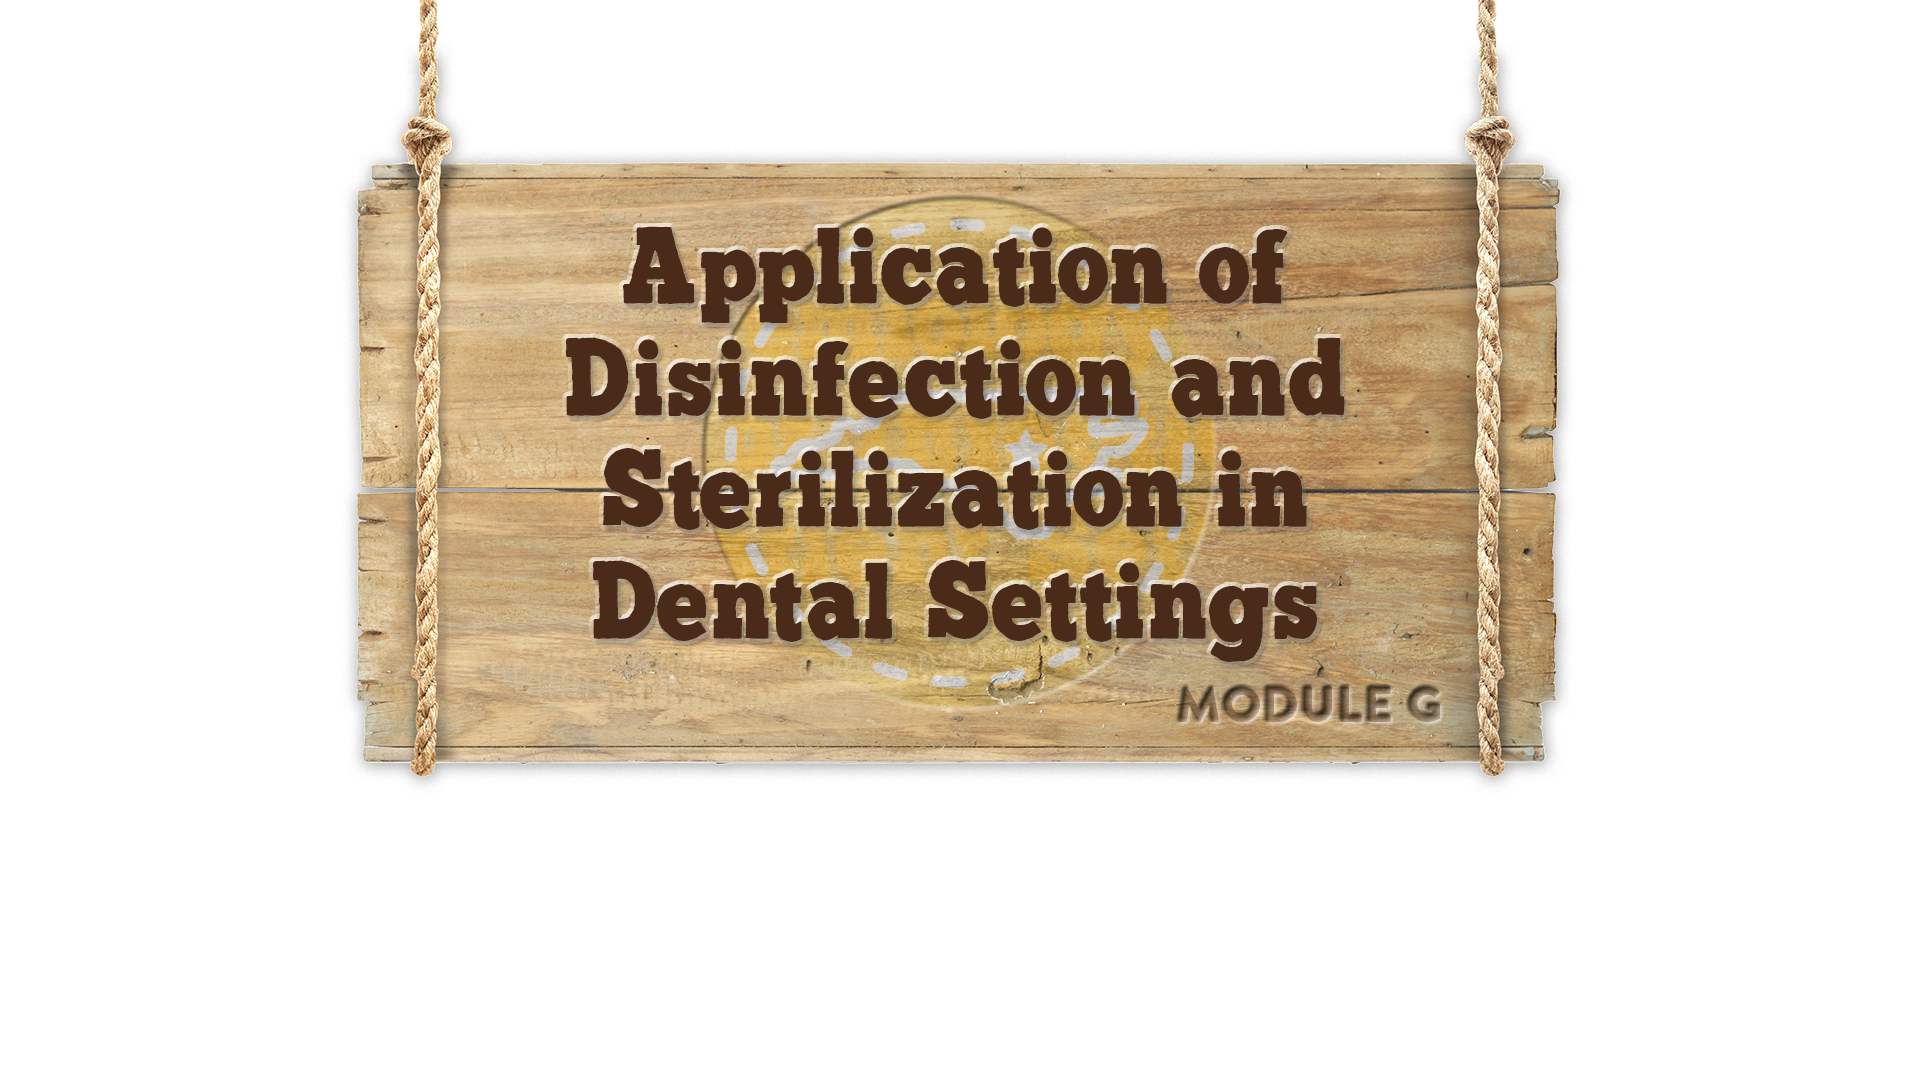 Application of
Disinfection and
Sterilization in
Dental Settings
MODULE G